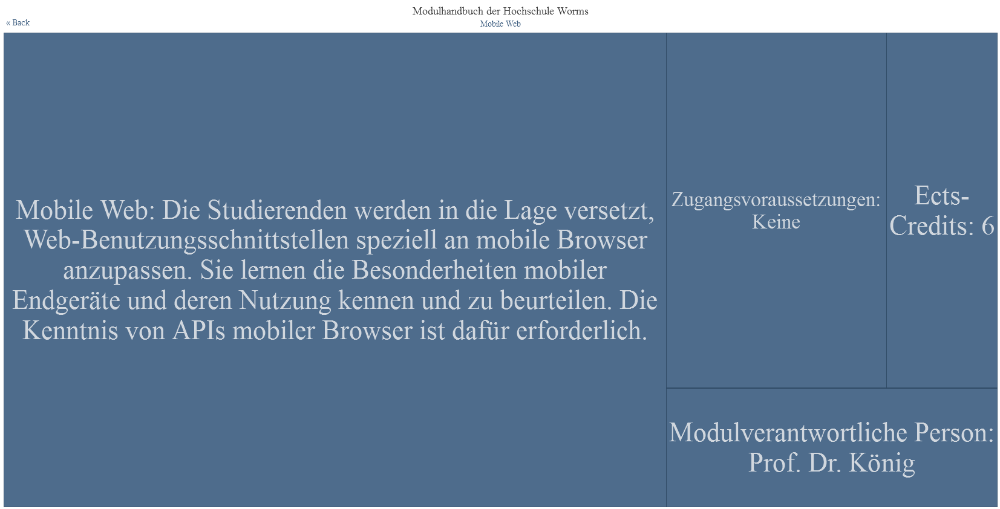 Modulhandbuch der Hochschule Worms
« Back
Mobile Web
Mobile Web: Die Studierenden werden in die Lage versetzt,
Web-Benutzungsschnittstellen speziell an mobile Browser
anzupassen. Sie lernen die Besonderheiten mobiler
Endgeräte und deren Nutzung kennen und zu beurteilen. Die
Kenntnis von APIs mobiler Browser ist dafür erforderlich.
Zugangsvoraussetzungen:
Keine
Ects-
Credits: 6
Modulverantwortliche Person:
Prof. Dr. König